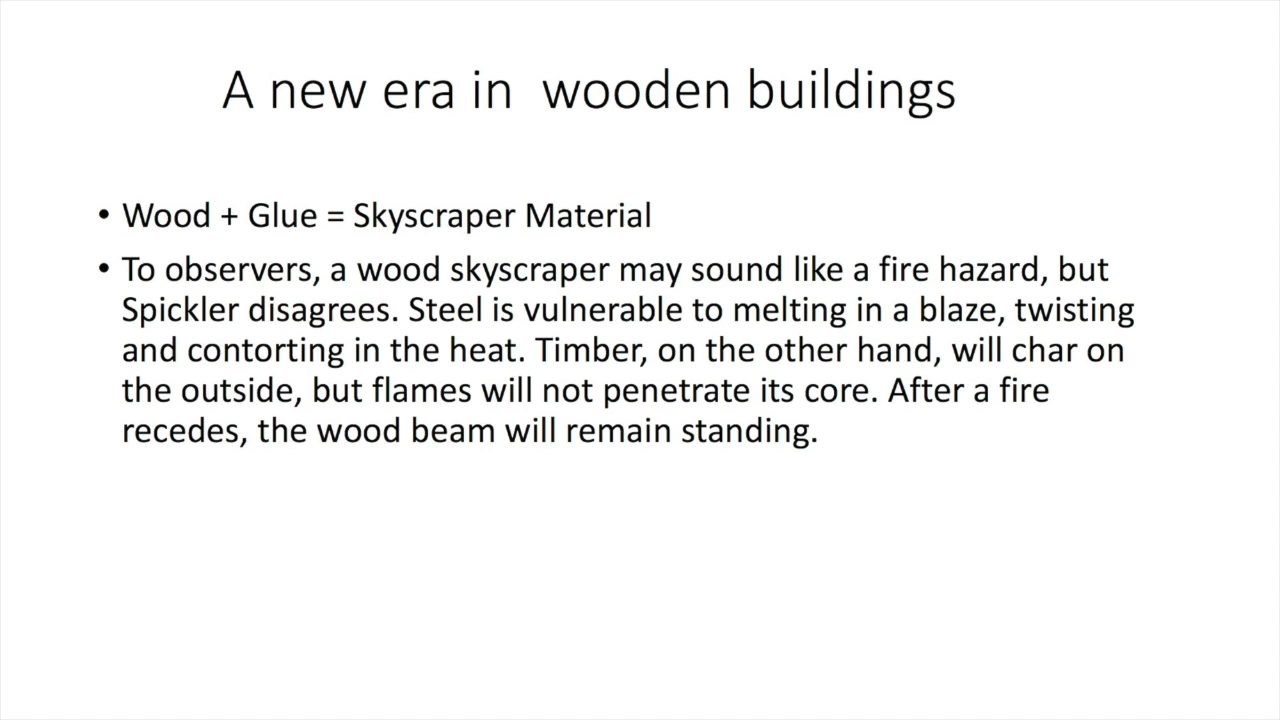 A new era in  wooden buildings
• Wood + Glue = Skyscraper Material
• To observers, a wood skyscraper may sound like a fire hazard, but
Spickler disagrees. Steel is vulnerable to melting in a blaze, twisting
and contorting in the heat. Timber, on the other hand, will char on
the outside, but flames will not penetrate its core. After a fire
recedes, the wood beam will remain standing.